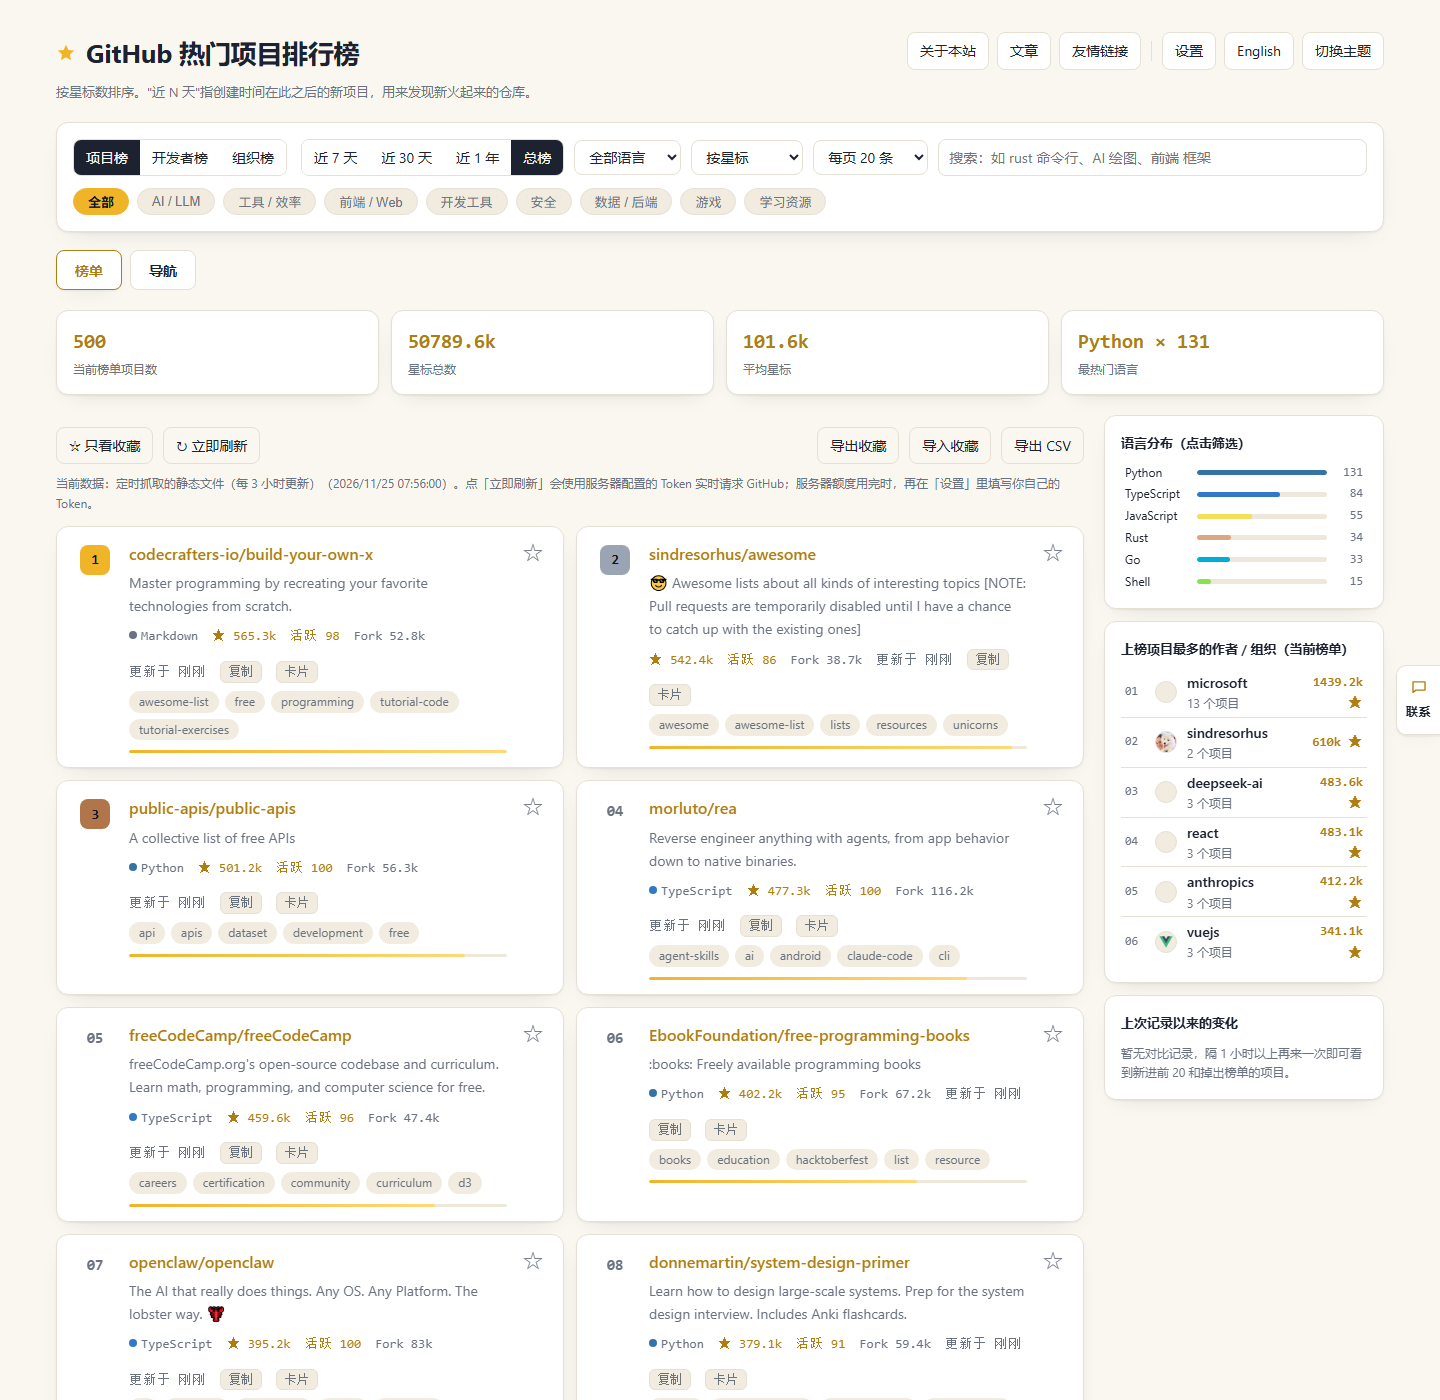 GitHub 热门项目排行榜
关于本站 文章 友情链接 设置 English 切换主题
按星标数排序。"近 N 天"指创建时间在此之后的新项目，用来发现新火起来的仓库。
项目榜 开发者榜 组织榜 近 7 天 近 30 天 近 1 年 总榜 全部语言 按星标 每页 20 条 搜索：如 rust 命令行、AI 绘图、前端 框架
全部 AI / LLM 工具 / 效率 前端 / Web 开发工具 安全 数据 / 后端 游戏 学习资源
榜单 导航
500 50789.6k 101.6k Python × 131
当前榜单项目数 星标总数 平均星标 最热门语言
☆ 只看收藏 ↻ 立即刷新 导出收藏 导入收藏 导出 CSV
当前数据：定时抓取的静态文件（每 3 小时更新）（2026/11/25 07:56:00）。点「立即刷新」会使用服务器配置的 Token 实时请求 GitHub；服务器额度用完时，再在「设置」里填写你自己的
Token。
1 codecrafters-io/build-your-own-x
Master programming by recreating your favorite
technologies from scratch.
Markdown ★ 565.3k 活跃 98 Fork 52.8k
更新于 刚刚 复制 卡片
awesome-list free programming tutorial-code
tutorial-exercises
2 sindresorhus/awesome
😎 Awesome lists about all kinds of interesting topics [NOTE:
Pull requests are temporarily disabled until I have a chance
to catch up with the existing ones]
★ 542.4k 活跃 86 Fork 38.7k 更新于 刚刚 复制
卡片
awesome awesome-list lists resources unicorns
3 public-apis/public-apis
A collective list of free APIs
Python ★ 501.2k 活跃 100 Fork 56.3k
更新于 刚刚 复制 卡片
api apis dataset development free
04 morluto/rea
Reverse engineer anything with agents, from app behavior
down to native binaries.
TypeScript ★ 477.3k 活跃 100 Fork 116.2k
更新于 刚刚 复制 卡片
agent-skills ai android claude-code cli
05 freeCodeCamp/freeCodeCamp
freeCodeCamp.org's open-source codebase and curriculum.
Learn math, programming, and computer science for free.
TypeScript ★ 459.6k 活跃 96 Fork 47.4k
更新于 刚刚 复制 卡片
careers certification community curriculum d3
06 EbookFoundation/free-programming-books
:books: Freely available programming books
Python ★ 402.2k 活跃 95 Fork 67.2k 更新于 刚刚
复制 卡片
books education hacktoberfest list resource
07 openclaw/openclaw
The AI that really does things. Any OS. Any Platform. The
lobster way. 🦞
TypeScript ★ 395.2k 活跃 100 Fork 83k
更新于 刚刚 复制 卡片
08 donnemartin/system-design-primer
Learn how to design large-scale systems. Prep for the system
design interview. Includes Anki flashcards.
Python ★ 379.1k 活跃 91 Fork 59.4k 更新于 刚刚
复制 卡片
语言分布（点击筛选）
Python 131
TypeScript 84
JavaScript 55
Rust 34
Go 33
Shell 15
上榜项目最多的作者 / 组织（当前榜单）
01 microsoft 1439.2k
13 个项目 ★
02 sindresorhus 610k ★
2 个项目
03 deepseek-ai 483.6k
3 个项目 ★
04 react 483.1k
3 个项目 ★
05 anthropics 412.2k
3 个项目 ★
06 vuejs 341.1k
3 个项目 ★
上次记录以来的变化
暂无对比记录，隔 1 小时以上再来一次即可看
到新进前 20 和掉出榜单的项目。
联系